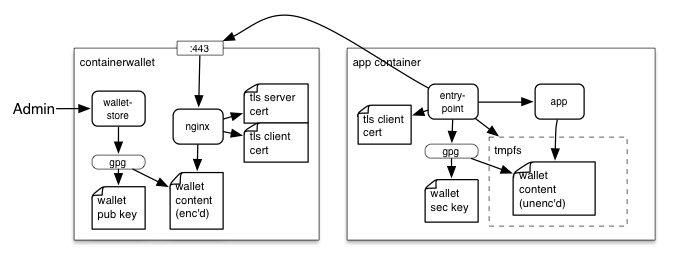 :443
containerwallet
app container
Admin
wallet-
store
nginx
tls server
cert
tls client
cert
gpg
wallet
pub key
wallet
content
(enc'd)
entry-
point
app
tls client
cert
gpg
tmpfs
wallet
sec key
wallet
content
(unenc'd)